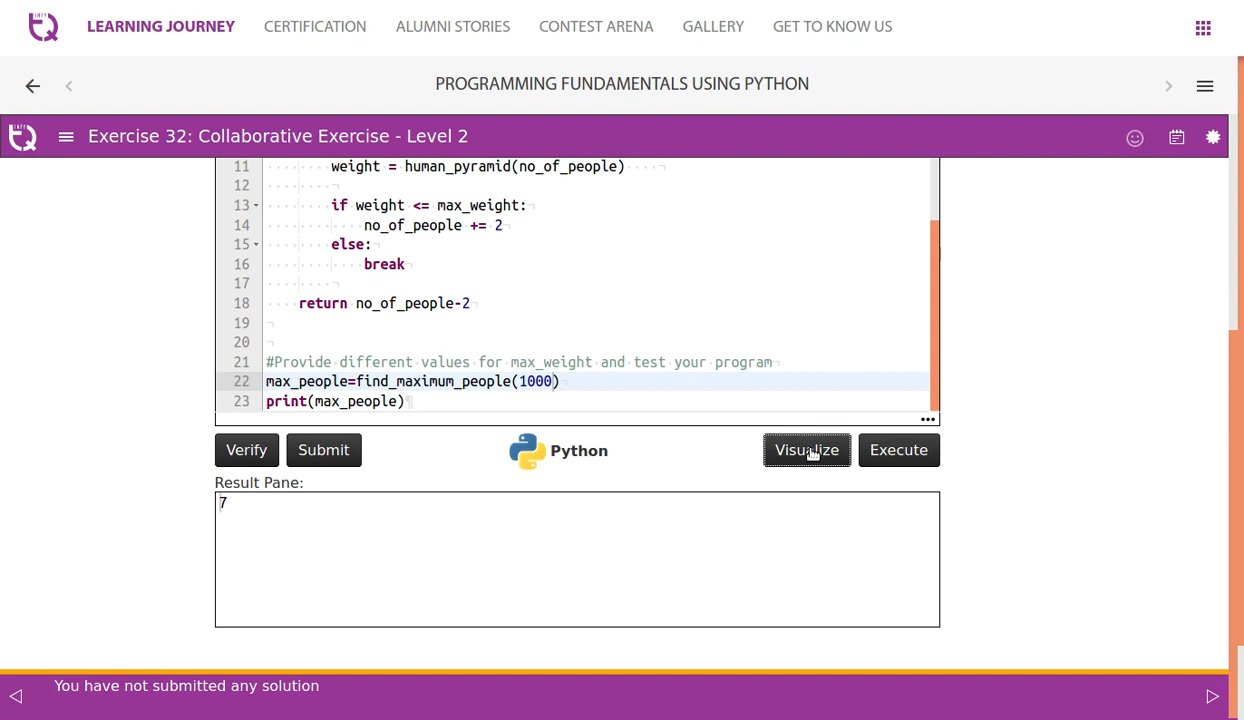 LEARNING JOURNEY CERTIFICATION ALUMNI STORIES CONTEST ARENA GALLERY GET TO KNOW US
PROGRAMMING FUNDAMENTALS USING PYTHON
Exercise 32: Collaborative Exercise - Level 2
11 weight = human_pyramid(no_of_people)
12
13 if weight <= max_weight:
14 no_of_people += 2
15 else:
16 break
17
18 return no_of_people-2
19
20
21 #Provide different values for max_weight and test your program
22 max_people=find_maximum_people(1000)
23 print(max_people)
Verify Submit Python Visualize Execute
Result Pane:
7
You have not submitted any solution